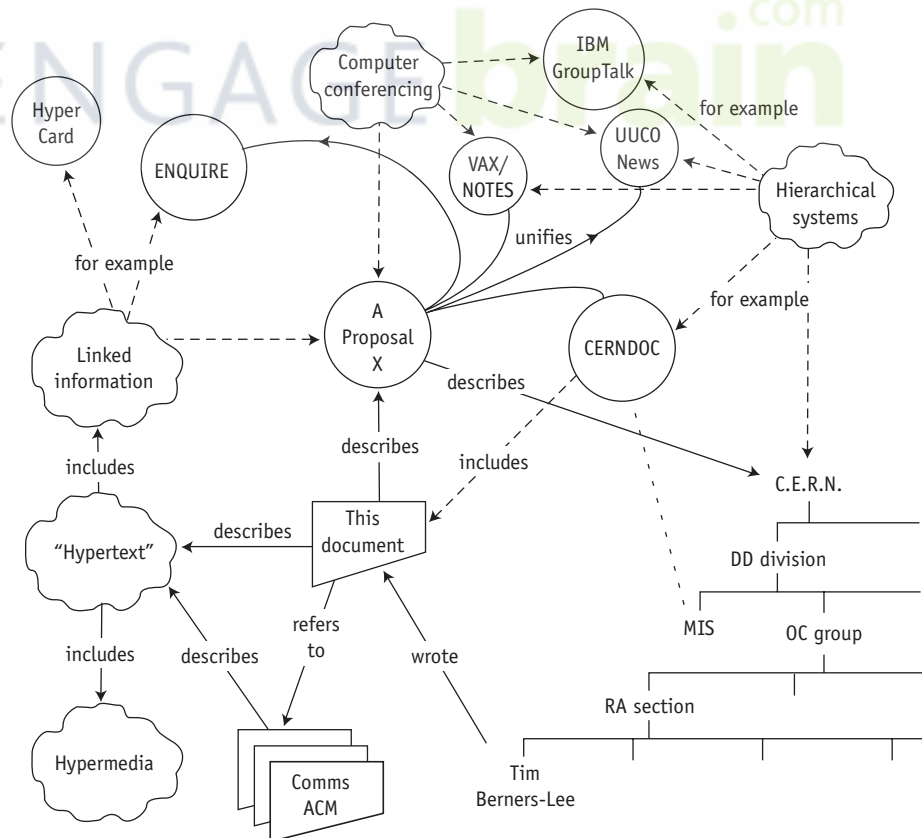 com
ENGAGEbrain
Computer
conferencing
IBM
GroupTalk
Hyper
Card
for example
ENQUIRE
VAX/
NOTES
UUCO
News
Hierarchical
systems
unifies
for example
for example
A
Proposal
X
Linked
information
CERNDOC
describes
includes
describes
includes
C.E.R.N.
This
document
describes
"Hypertext"
DD division
refers
to
MIS
OC group
includes
describes
wrote
RA section
Hypermedia
Comms
ACM
Tim
Berners-Lee